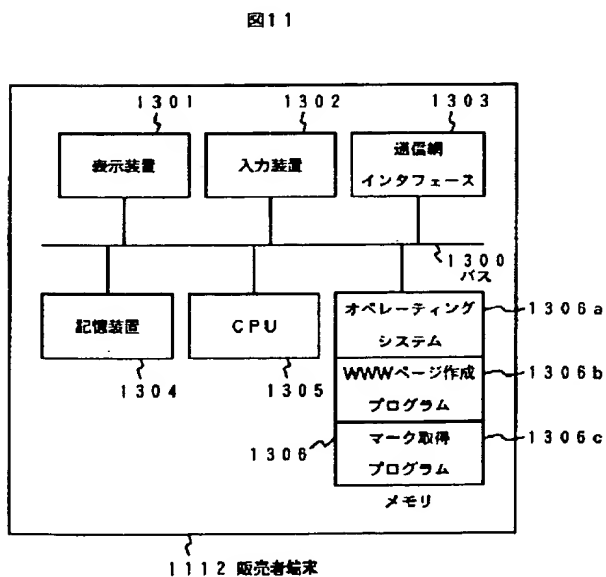 図11
1301
1302
1303
表示装置
入力装置
通信網
インタフェース
1300
バス
記憶装置
CPU
オペレーティング
システム
1306a
1304
1305
WWWページ作成
プログラム
1306b
1306
マーク取得
プログラム
1306c
メモリ
1112 販売者端末